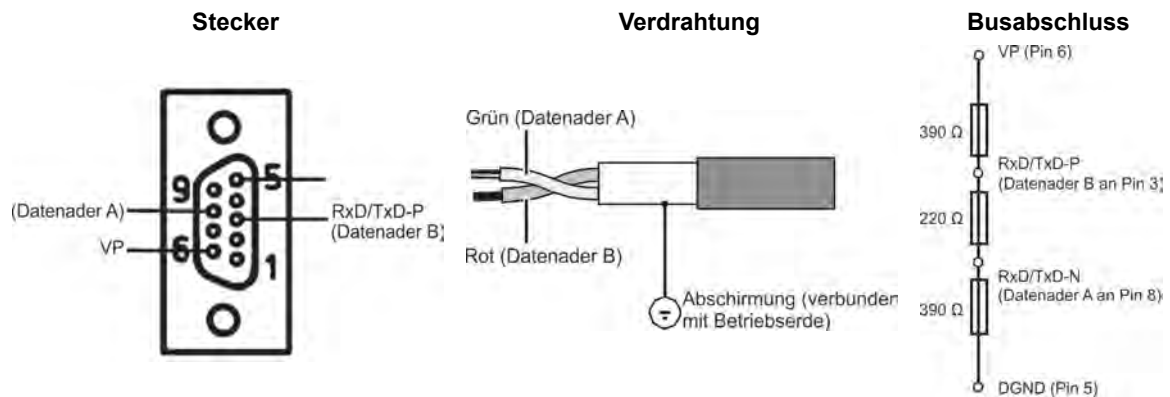 Stecker
9
5
(Datenader A)
RxD/TxD-P
(Datenader B)
VP
6
1
Verdrahtung
Grün (Datenader A)
Rot (Datenader B)
Abschirmung (verbunden
mit Betriebserde)
Busabschluss
VP (Pin 6)
390 Ω
RxD/TxD-P
(Datenader B an Pin 3)
220 Ω
RxD/TxD-N
(Datenader A an Pin 8)
390 Ω
DGND (Pin 5)